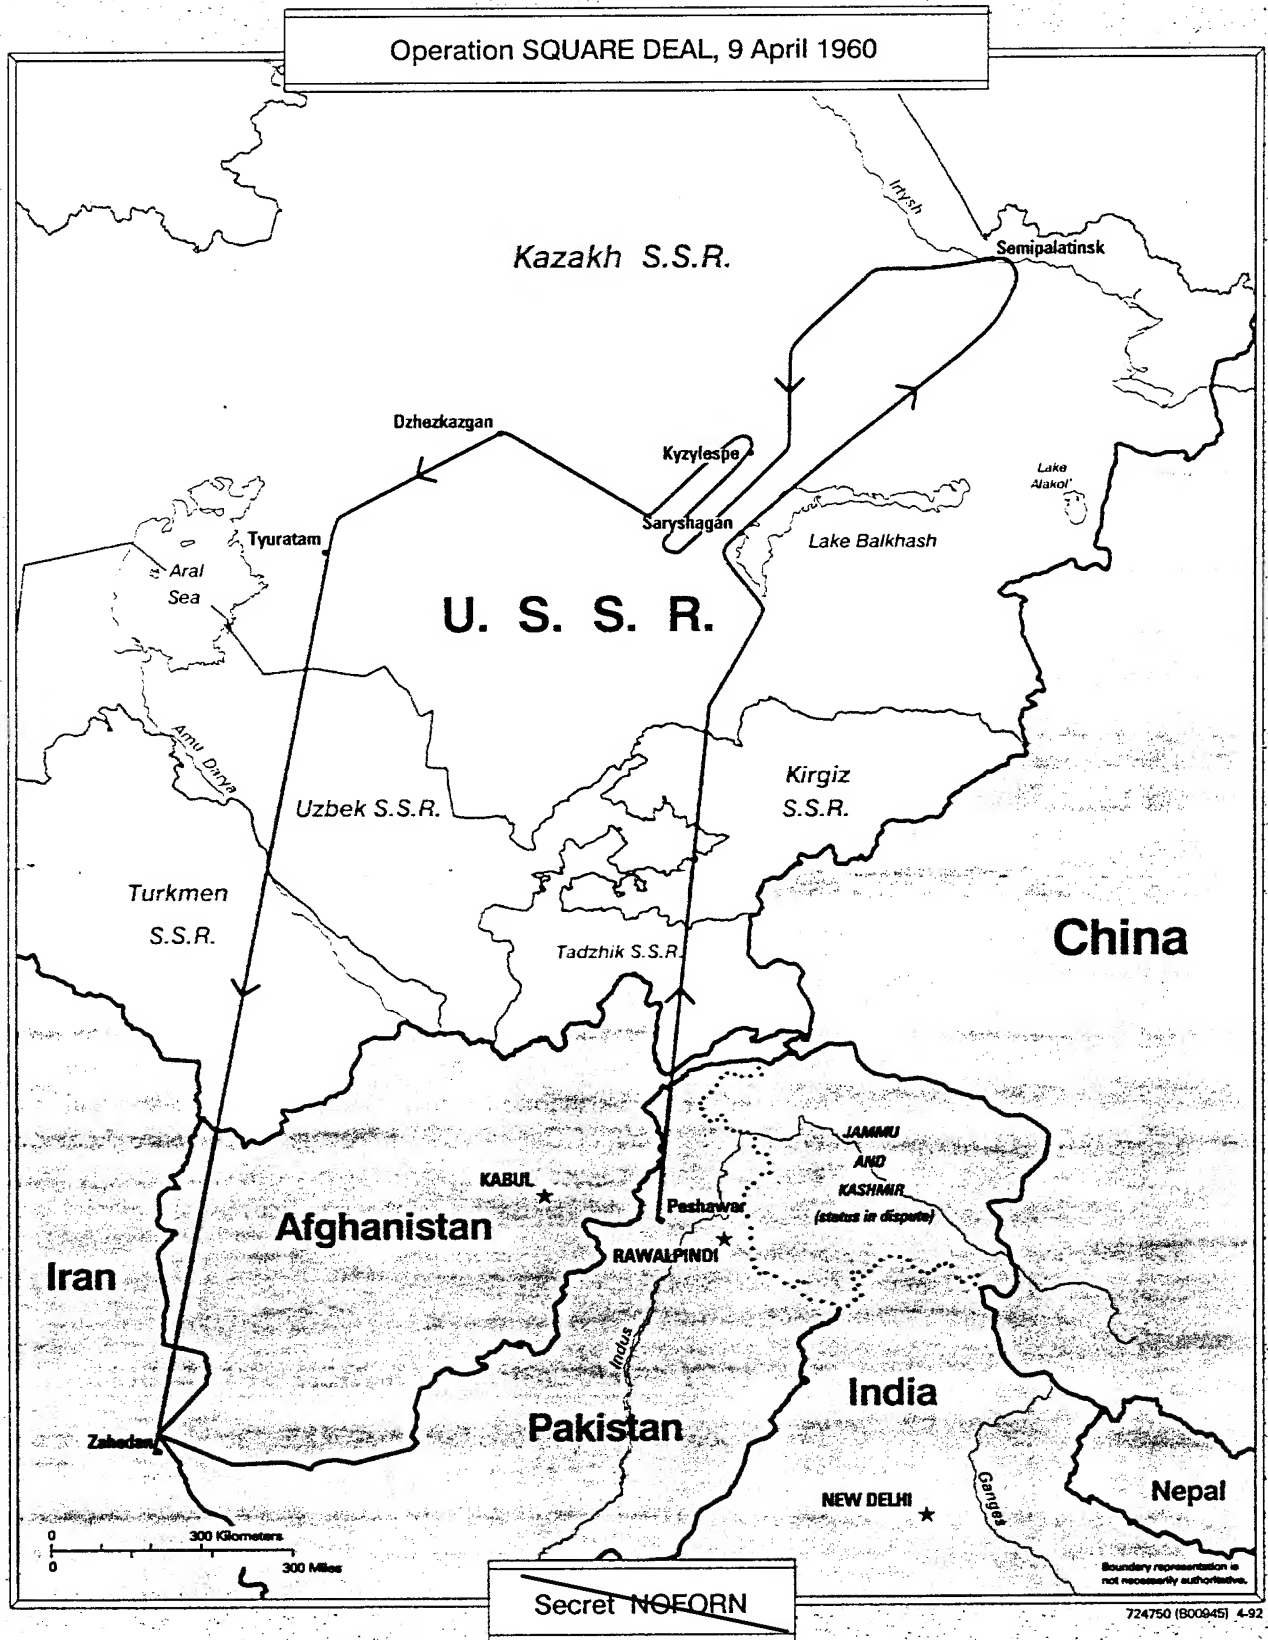 Operation SQUARE DEAL, 9 April 1960
Irtysh
Semipalatinsk
Kazakh S.S.R.
Dzhezkazgan
Kyzylespe
Lake
Alakol'
Saryshagan
Tyuratam
Lake Balkhash
Aral
Sea
U. S. S. R.
Amu Darya
Kirgiz
S.S.R.
Uzbek S.S.R.
Turkmen
S.S.R.
China
Tadzhik S.S.R.
JAMMU
AND
KASHMIR
(status in dispute)
KABUL
Peshawar
Afghanistan
RAWALPINDI
Iran
Indus
India
Pakistan
Zahedan
Ganges
Nepal
NEW DELHI
0 300 Kilometers
0 300 Miles
Boundary representation is
not necessarily authoritative.
Secret NOFORN
724750 (B00945) 4-92